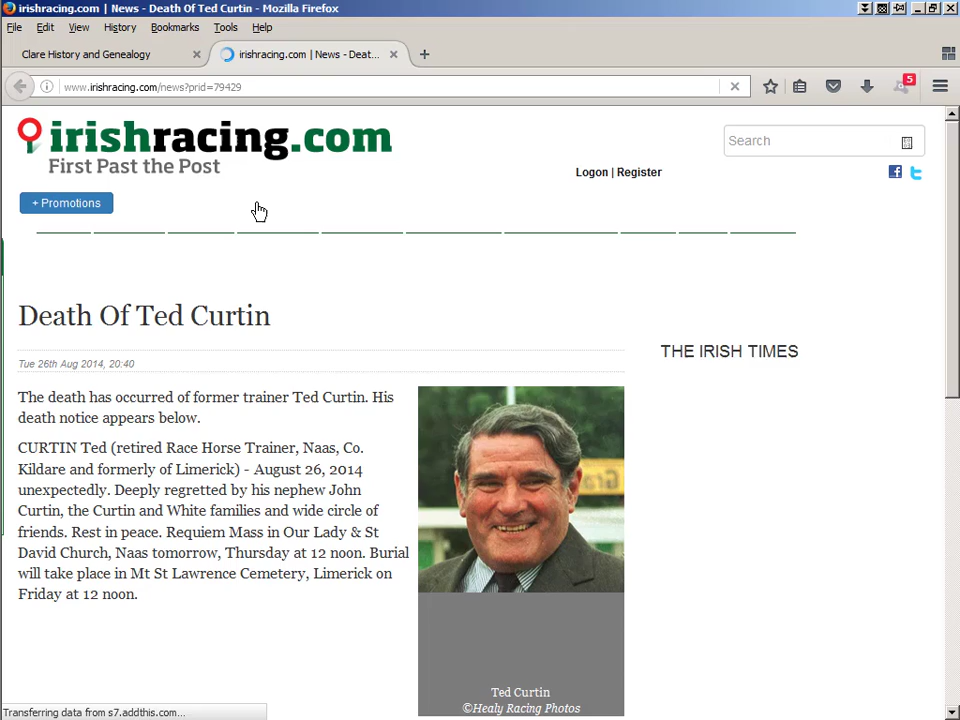 irishracing.com | News - Death Of Ted Curtin - Mozilla Firefox
File Edit View History Bookmarks Tools Help
Clare History and Genealogy
irishracing.com | News - Deat...
www.irishracing.com/news?prid=79429
5
irishracing.com
First Past the Post
Search
Logon | Register
+ Promotions
Death Of Ted Curtin
THE IRISH TIMES
Tue 26th Aug 2014, 20:40
The death has occurred of former trainer Ted Curtin. His
death notice appears below.
CURTIN Ted (retired Race Horse Trainer, Naas, Co.
Kildare and formerly of Limerick) - August 26, 2014
unexpectedly. Deeply regretted by his nephew John
Curtin, the Curtin and White families and wide circle of
friends. Rest in peace. Requiem Mass in Our Lady & St
David Church, Naas tomorrow, Thursday at 12 noon. Burial
will take place in Mt St Lawrence Cemetery, Limerick on
Friday at 12 noon.
Ted Curtin
©Healy Racing Photos
Transferring data from s7.addthis.com...